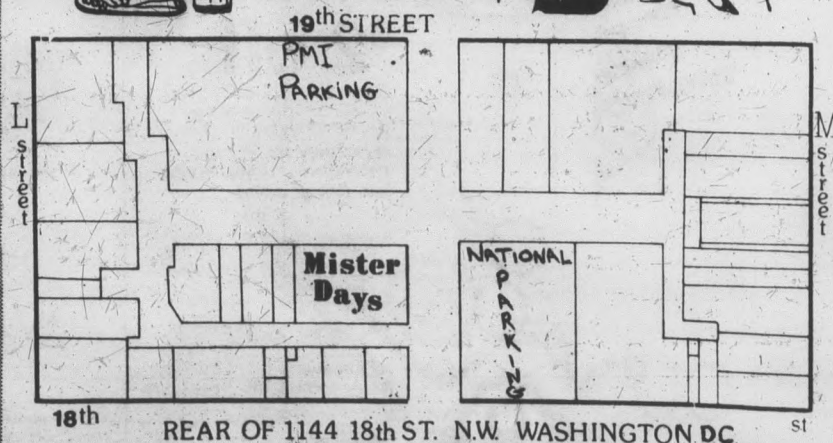 19th STREET
PMI
PARKING
L street
M street
Mister
Days
NATIONAL
PARKING
18th st
REAR OF 1144 18th ST. N.W. WASHINGTON DC